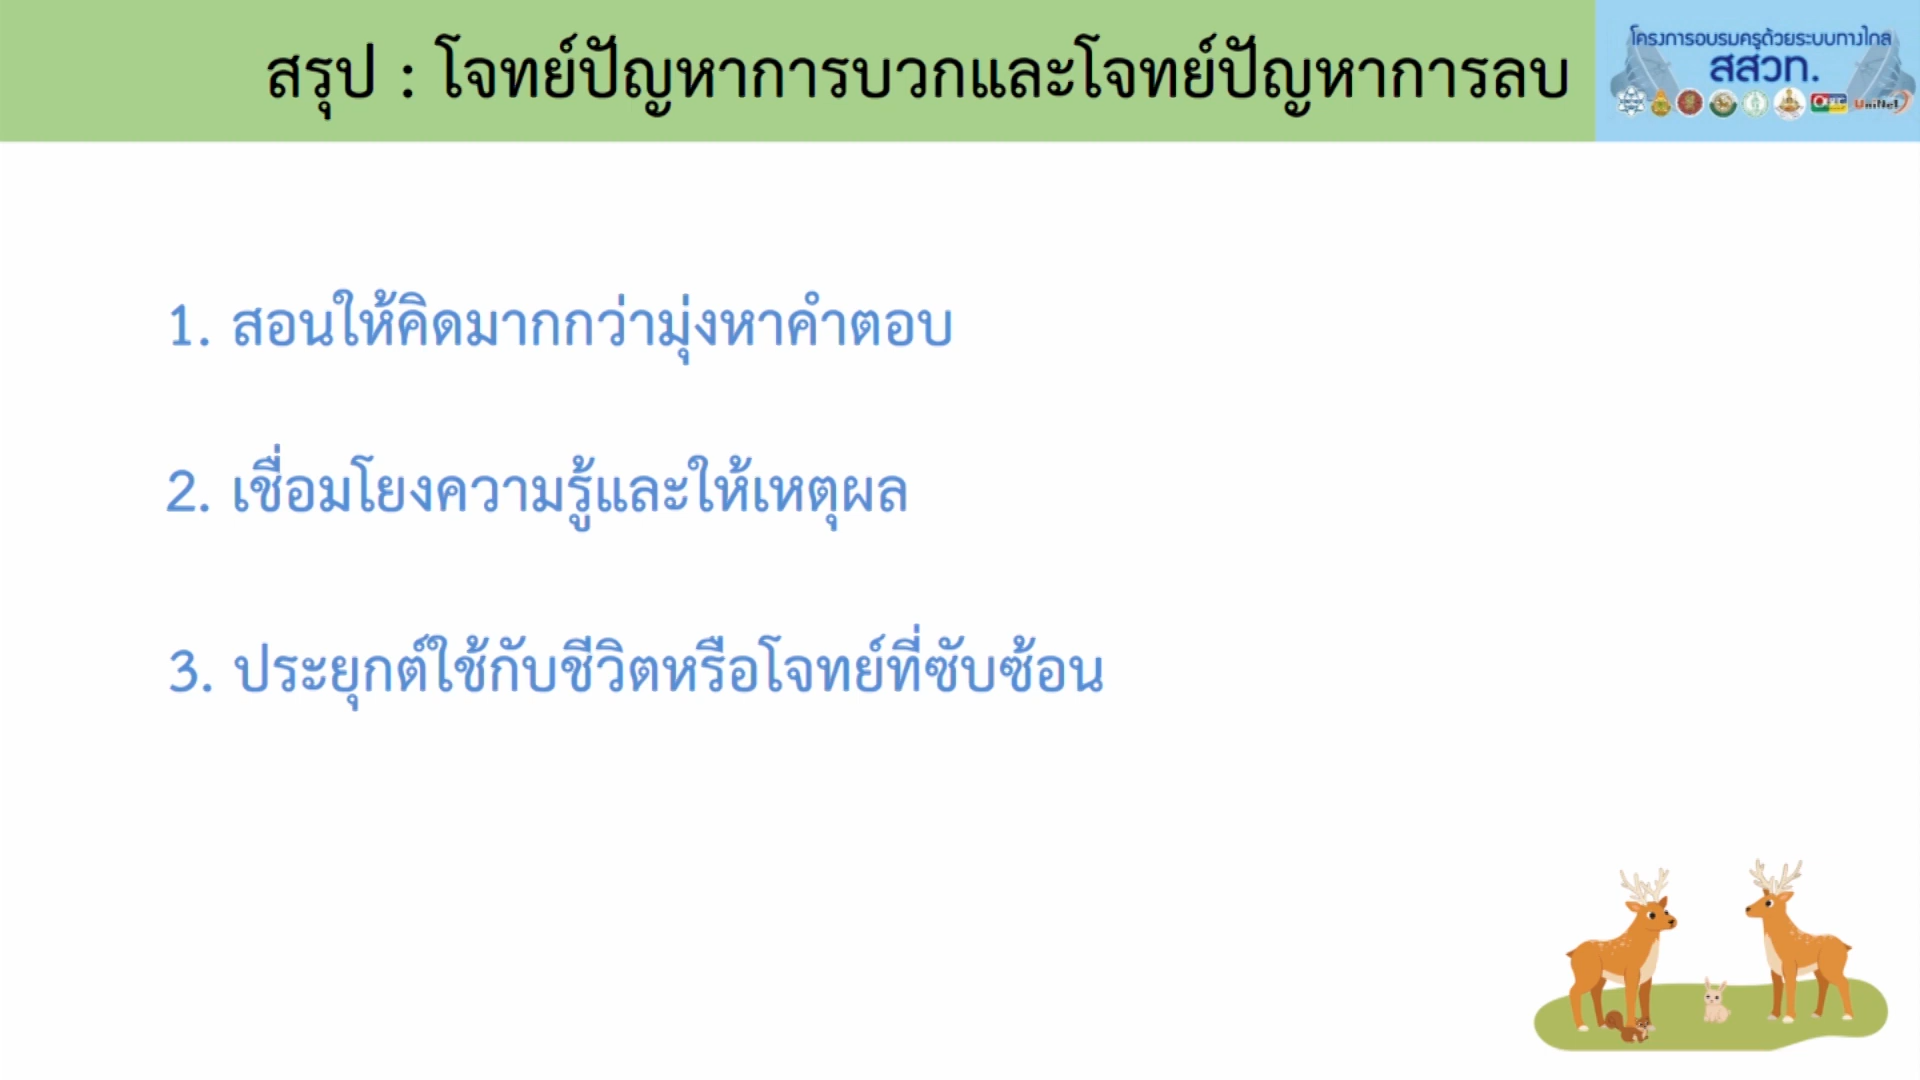 สรุป : โจทย์ปัญหาการบวกและโจทย์ปัญหาการลบ
โครงการอบรมครูด้วยระบบทางไกล
สสวท.
UniNet
1. สอนให้คิดมากกว่ามุ่งหาคำตอบ
2. เชื่อมโยงความรู้และให้เหตุผล
3. ประยุกต์ใช้กับชีวิตหรือโจทย์ที่ซับซ้อน